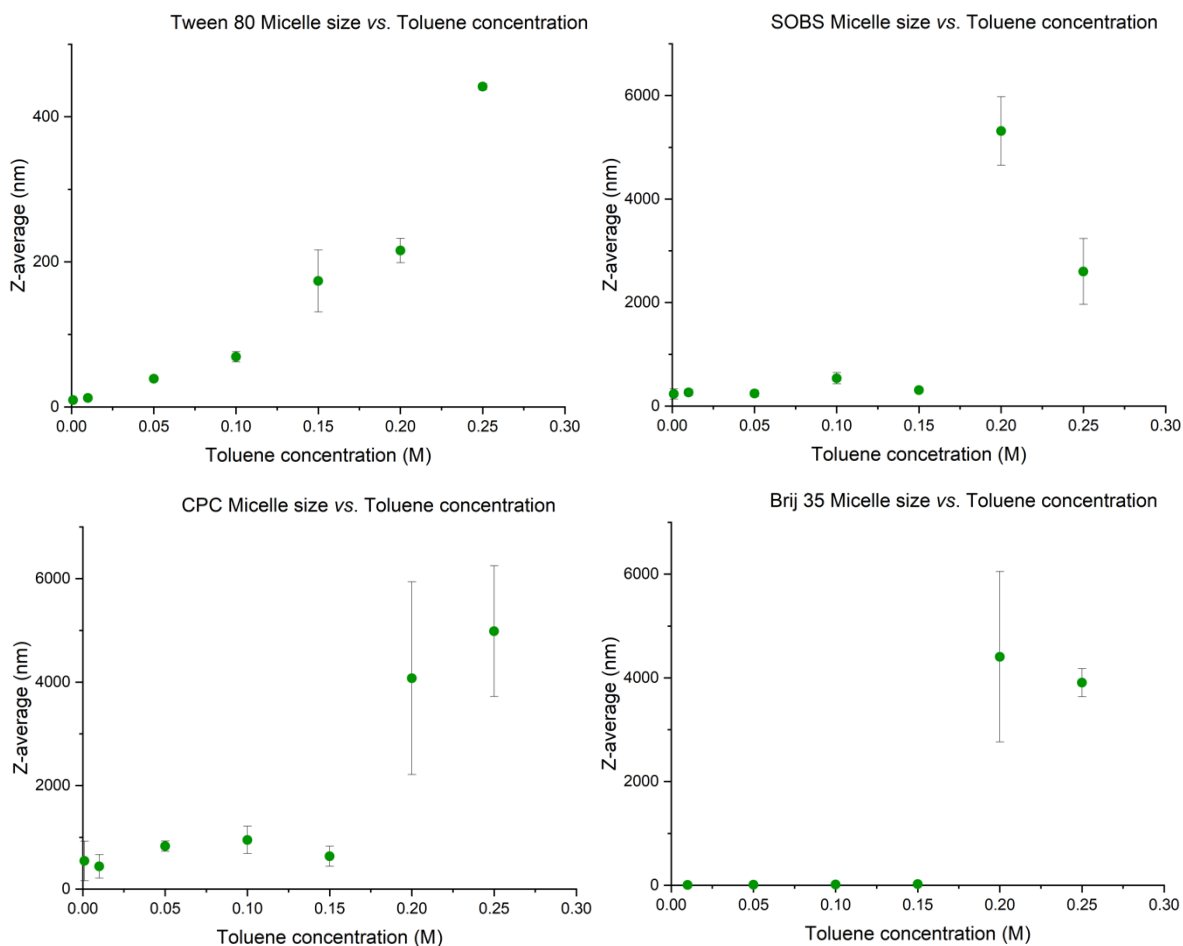 Tween 80 Micelle size vs. Toluene concentration
400
200
0
Z-average (nm)
0.00 0.05 0.10 0.15 0.20 0.25 0.30
Toluene concentration (M)
SOBS Micelle size vs. Toluene concentration
6000
4000
2000
0
Z-average (nm)
0.00 0.05 0.10 0.15 0.20 0.25 0.30
Toluene concetration (M)
CPC Micelle size vs. Toluene concentration
6000
4000
2000
0
Z-average (nm)
0.00 0.05 0.10 0.15 0.20 0.25 0.30
Toluene concentration (M)
Brij 35 Micelle size vs. Toluene concentration
6000
4000
2000
0
Z-average (nm)
0.00 0.05 0.10 0.15 0.20 0.25 0.30
Toluene concentration (M)